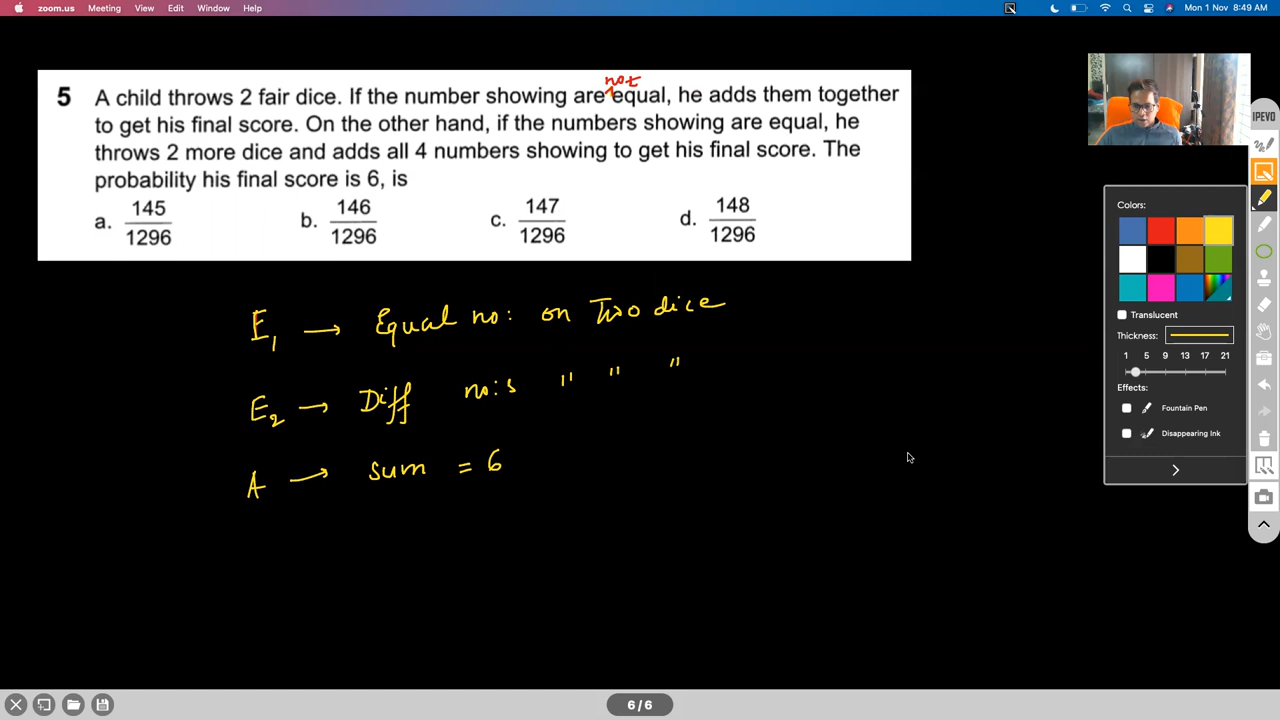 zoom.us Meeting View Edit Window Help Mon 1 Nov 8:49 AM
not
5 A child throws 2 fair dice. If the number showing are equal, he adds them together
to get his final score. On the other hand, if the numbers showing are equal, he
throws 2 more dice and adds all 4 numbers showing to get his final score. The
probability his final score is 6, is
a. 145/1296 b. 146/1296 c. 147/1296 d. 148/1296
E₁ → Equal no: on Two dice
E₂ → Diff no:s " " "
A → sum = 6
IPEVO
Colors:
Translucent
Thickness:
1 5 9 13 17 21
Effects:
Fountain Pen
Disappearing Ink
6 / 6